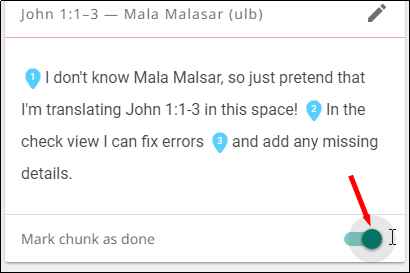 John 1:1–3 — Mala Malasar (ulb)
1 I don't know Mala Malsar, so just pretend that
I'm translating John 1:1-3 in this space! 2 In the
check view I can fix errors 3 and add any missing
details.
Mark chunk as done